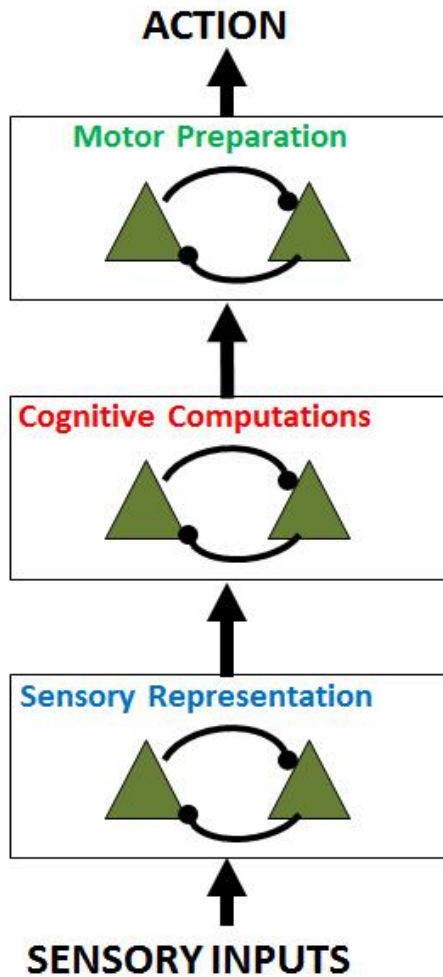 ACTION
Motor Preparation
Cognitive Computations
Sensory Representation
SENSORY INPUTS